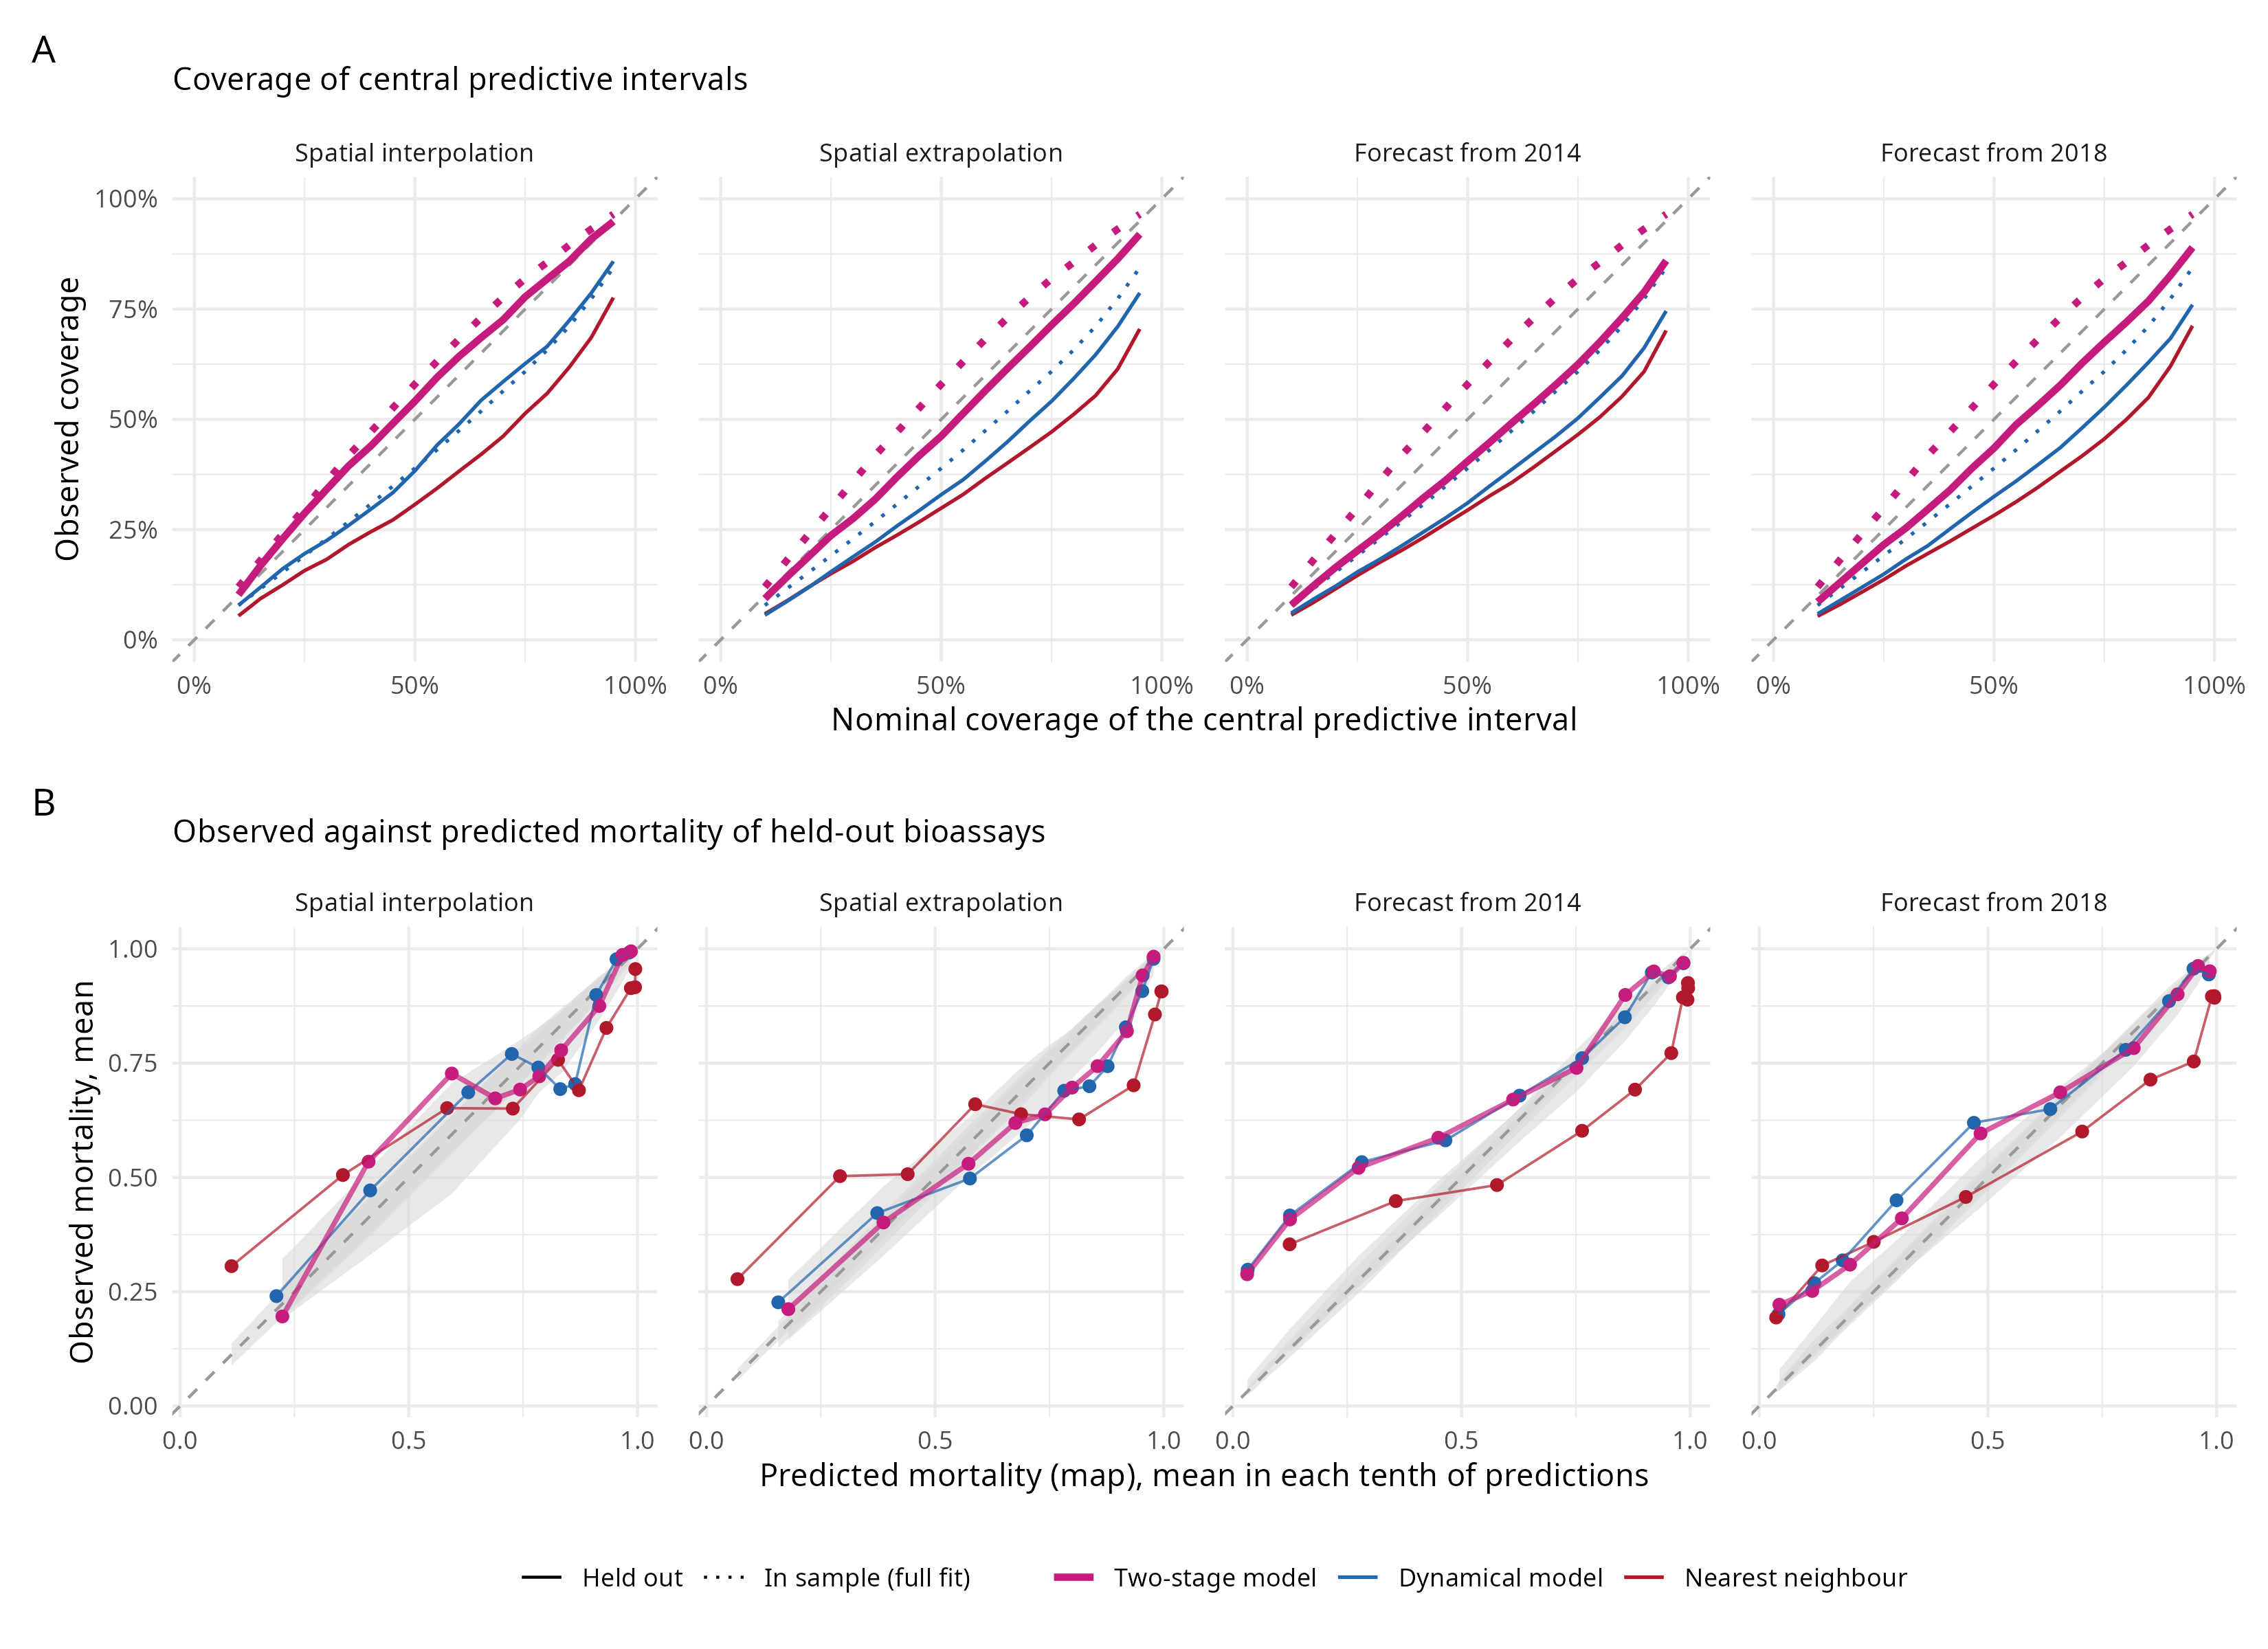 A
Coverage of central predictive intervals
Spatial interpolation
Spatial extrapolation
Forecast from 2014
Forecast from 2018
Observed coverage
100%
75%
50%
25%
0%
0% 50% 100%
0% 50% 100%
0% 50% 100%
0% 50% 100%
Nominal coverage of the central predictive interval
B
Observed against predicted mortality of held-out bioassays
Spatial interpolation
Spatial extrapolation
Forecast from 2014
Forecast from 2018
Observed mortality, mean
1.00
0.75
0.50
0.25
0.00
0.0 0.5 1.0
0.0 0.5 1.0
0.0 0.5 1.0
0.0 0.5 1.0
Predicted mortality (map), mean in each tenth of predictions
Held out In sample (full fit) Two-stage model Dynamical model Nearest neighbour